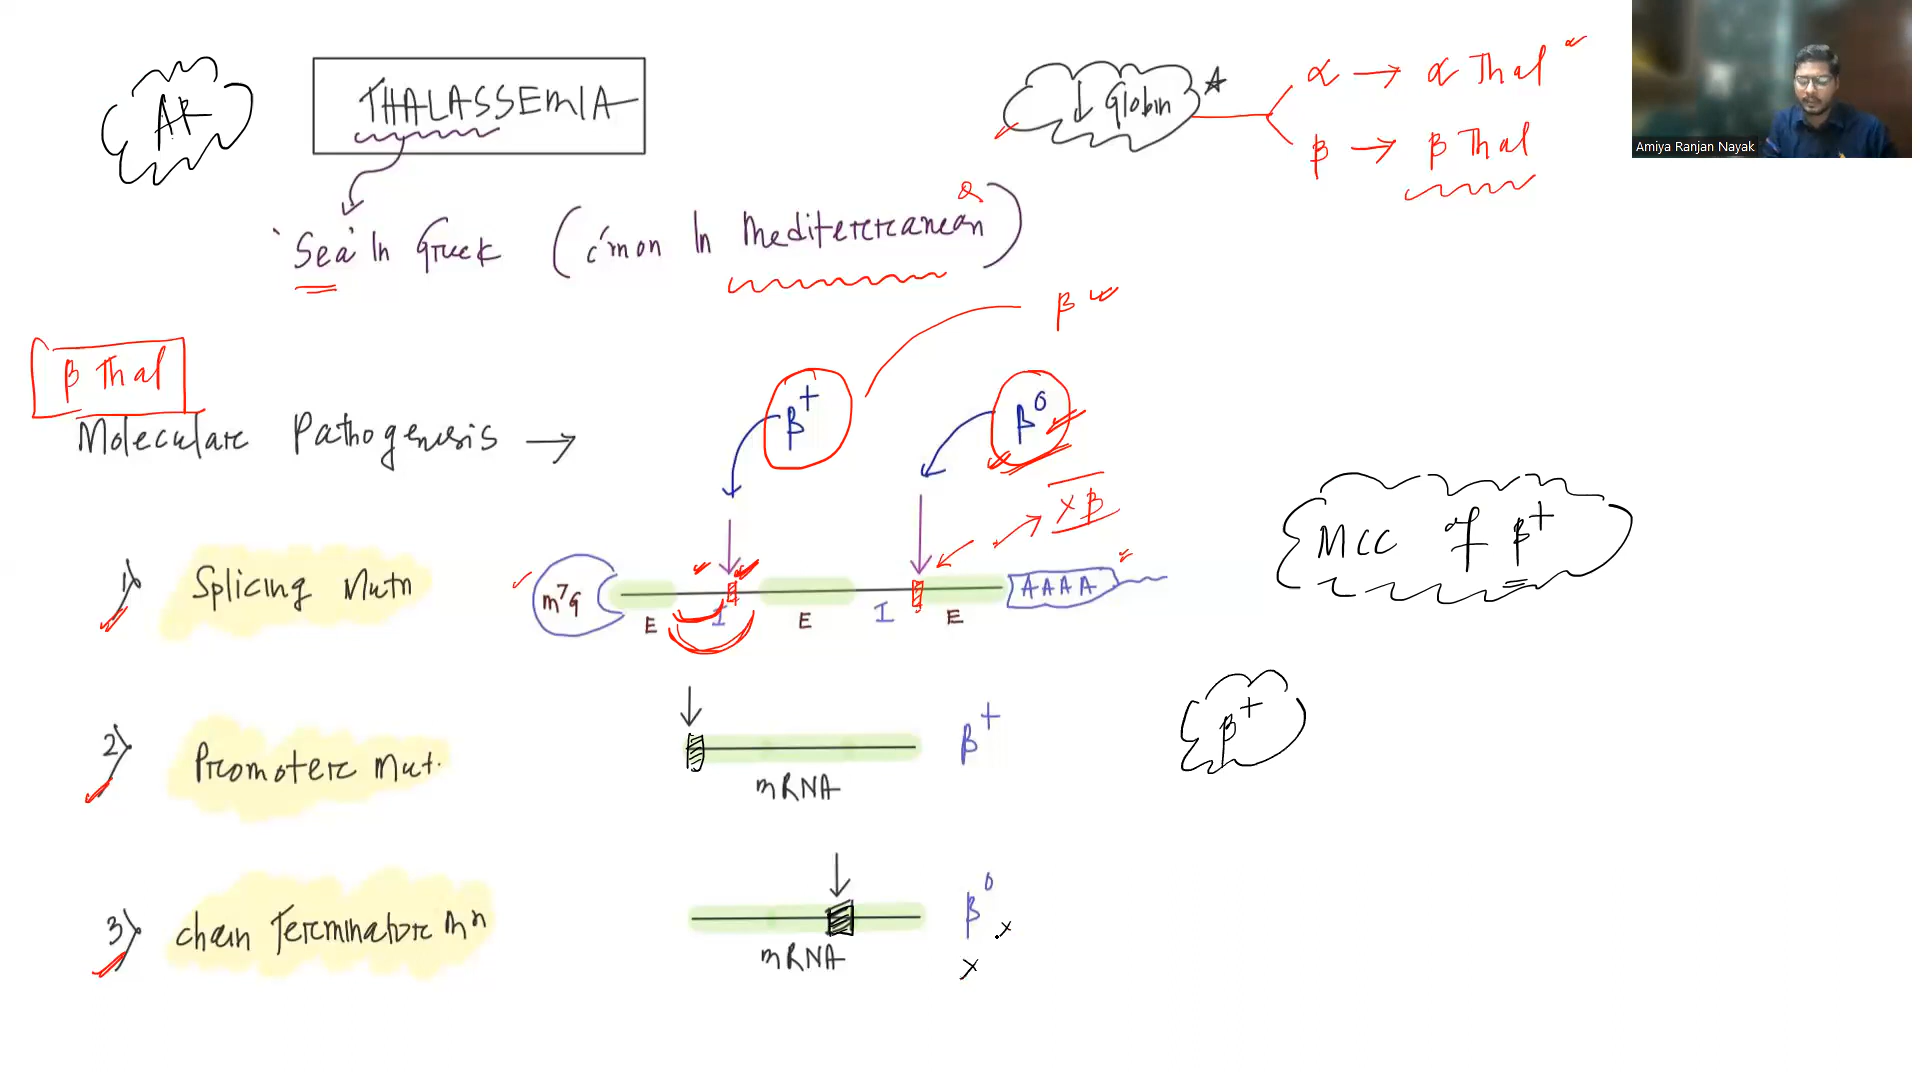 AR
THALASSEMIA
↓ Globin ★
α → α Thal
β → β Thal
Amiya Ranjan Nayak
'Sea' In Greek (c'mon In Mediterranean)
β
β Thal
Molecular Pathogenesis →
β+
β0
x β
1) Splicing Mutn
m7G
AAAA
E I E I E
MCC of β+
2) Promoter Mut.
mRNA
β+
β+
3) chain Terminator Mn
mRNA
β0
x
x